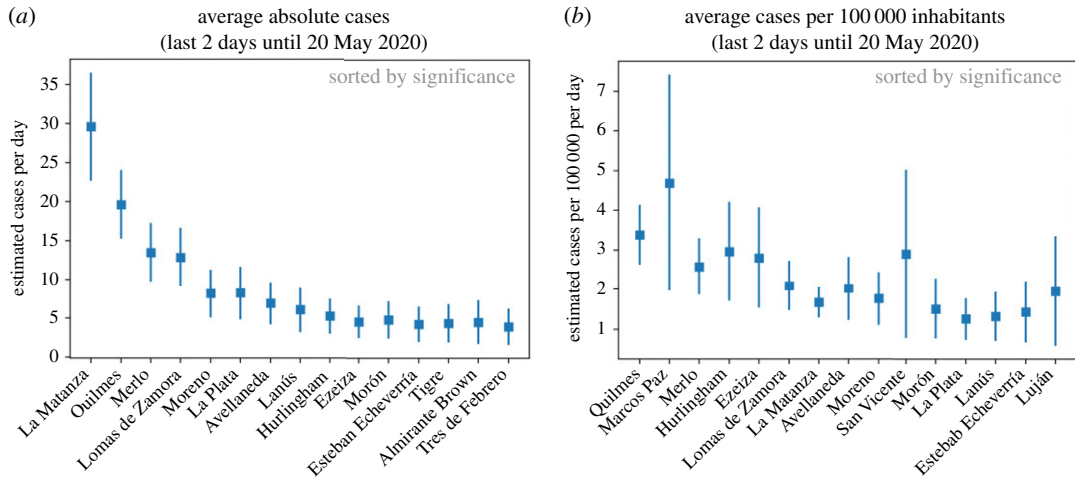 (a)
average absolute cases
(last 2 days until 20 May 2020)
sorted by significance
estimated cases per day
35
30
25
20
15
10
5
0
La Matanza
Ouilmes
Merlo
Lomas de Zamora
Moreno
La Plata
Avellaneda
Lanús
Hurlingham
Ezeiza
Morón
Esteban Echeverría
Tigre
Almirante Brown
Tres de Febrero
(b)
average cases per 100 000 inhabitants
(last 2 days until 20 May 2020)
sorted by significance
estimated cases per 100 000 per day
7
6
5
4
3
2
1
Quilmes
Marcos Paz
Merlo
Hurlingham
Ezeiza
Lomas de Zamora
La Matanza
Avellaneda
Moreno
San Vicente
Morón
La Plata
Lanús
Estebab Echeverría
Luján